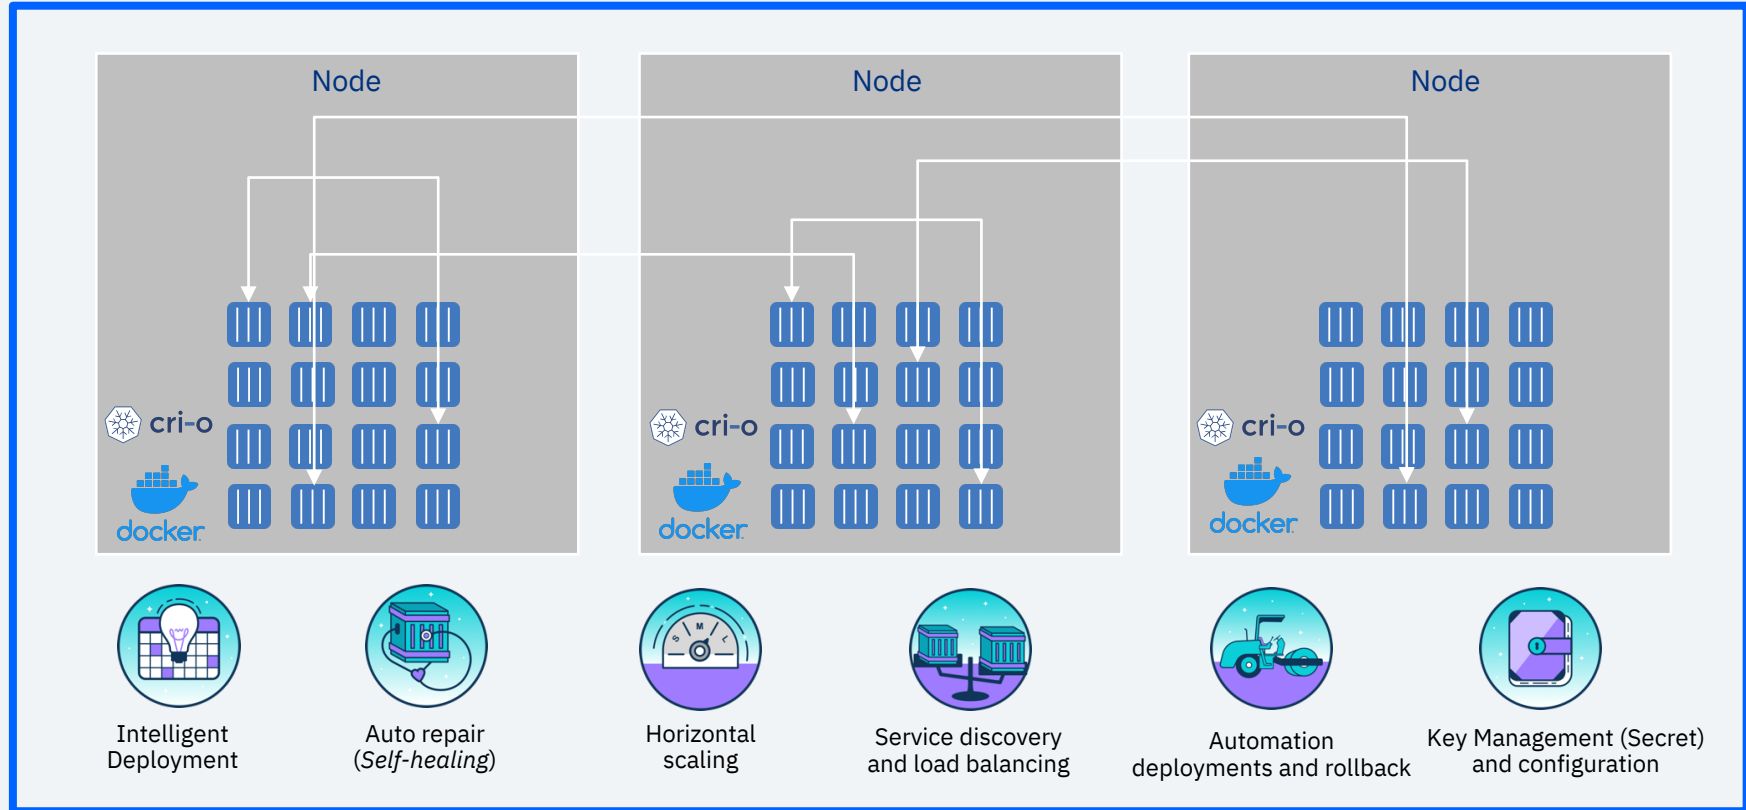 Node
Node
Node
cri-o
docker
cri-o
docker
cri-o
docker
S M L
Intelligent
Deployment
Auto repair
(Self-healing)
Horizontal
scaling
Service discovery
and load balancing
Automation
deployments and rollback
Key Management (Secret)
and configuration